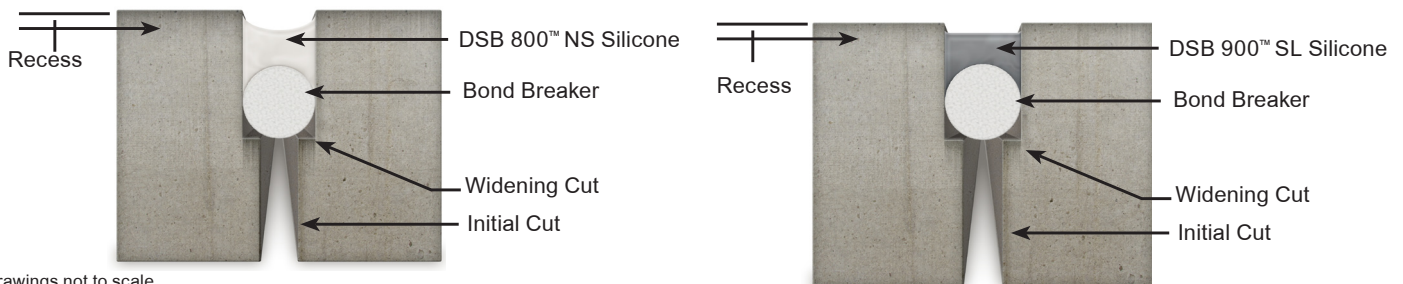 Recess
DSB 800™ NS Silicone
Bond Breaker
Widening Cut
Initial Cut
Recess
DSB 900™ SL Silicone
Bond Breaker
Widening Cut
Initial Cut
rawings not to scale